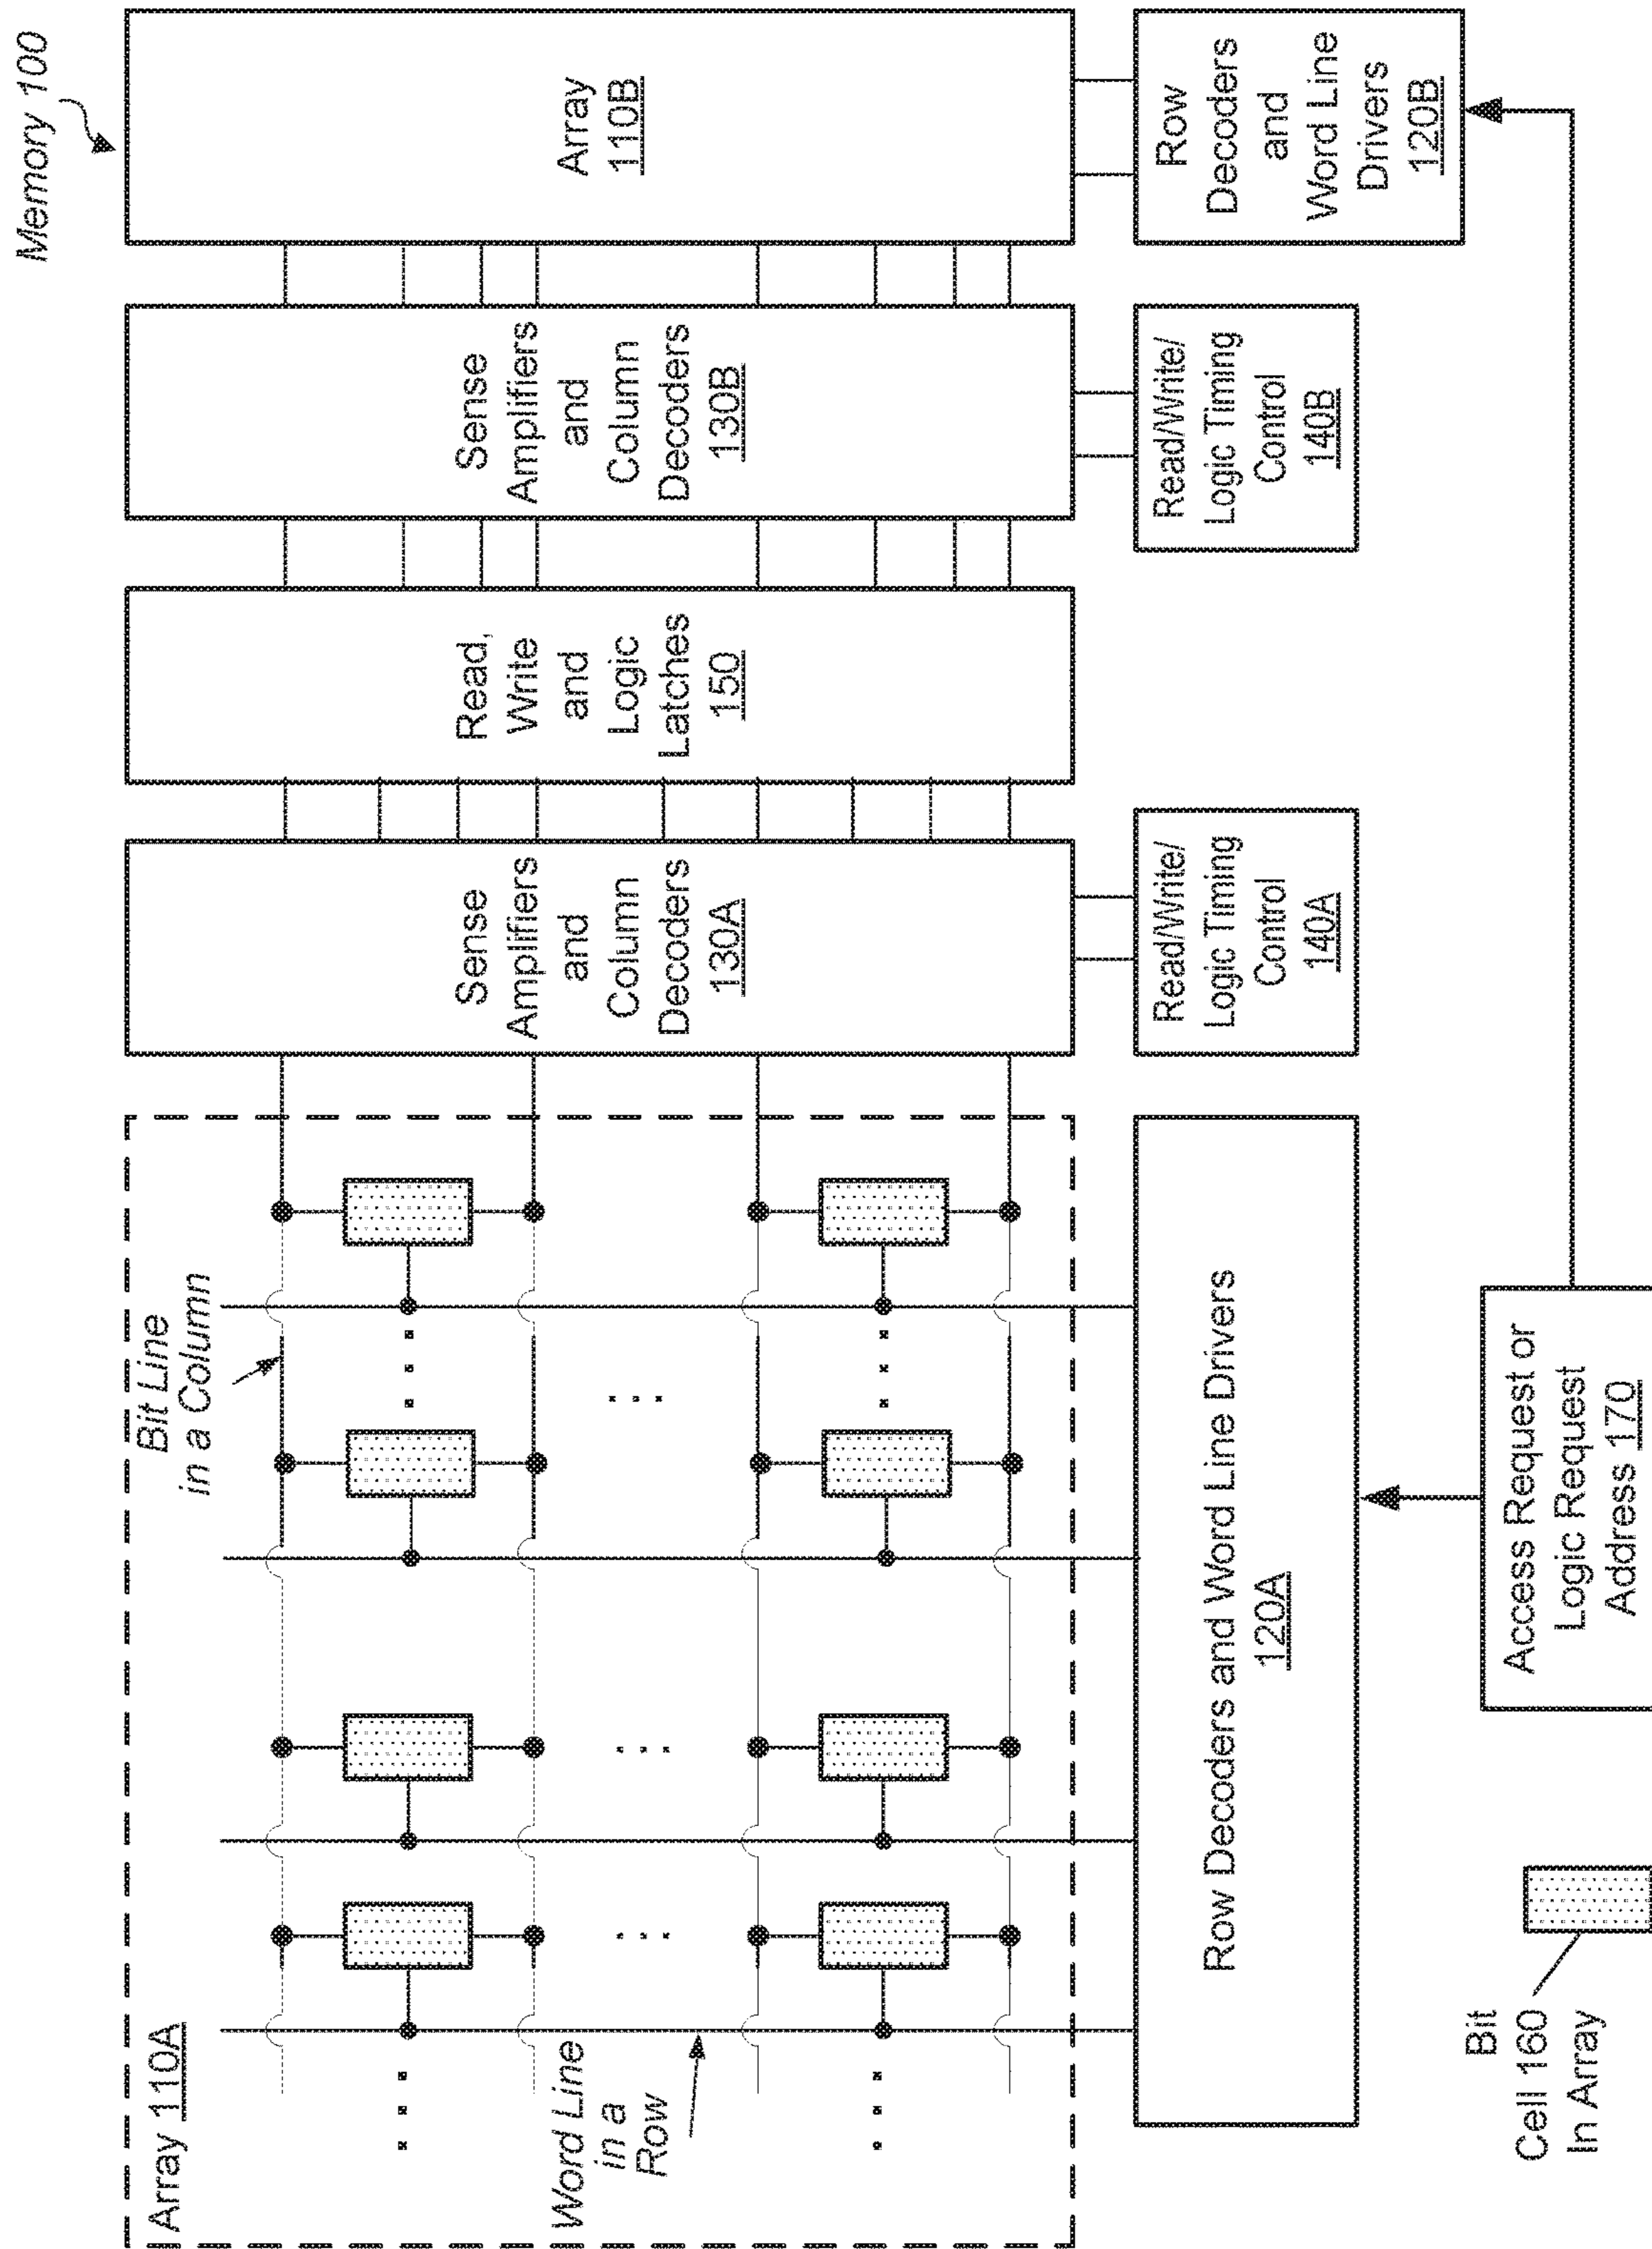 Memory 100
Array 110A
Bit Line
in a Column
Word Line
in a
Row
Sense
Amplifiers
and
Column
Decoders
130A
Read,
Write
and
Logic
Latches
150
Sense
Amplifiers
and
Column
Decoders
130B
Array
110B
Row Decoders and Word Line Drivers
120A
Read/Write/
Logic Timing
Control
140A
Read/Write/
Logic Timing
Control
140B
Row
Decoders
and
Word Line
Drivers
120B
Bit
Cell 160
In Array
Access Request or
Logic Request
Address 170